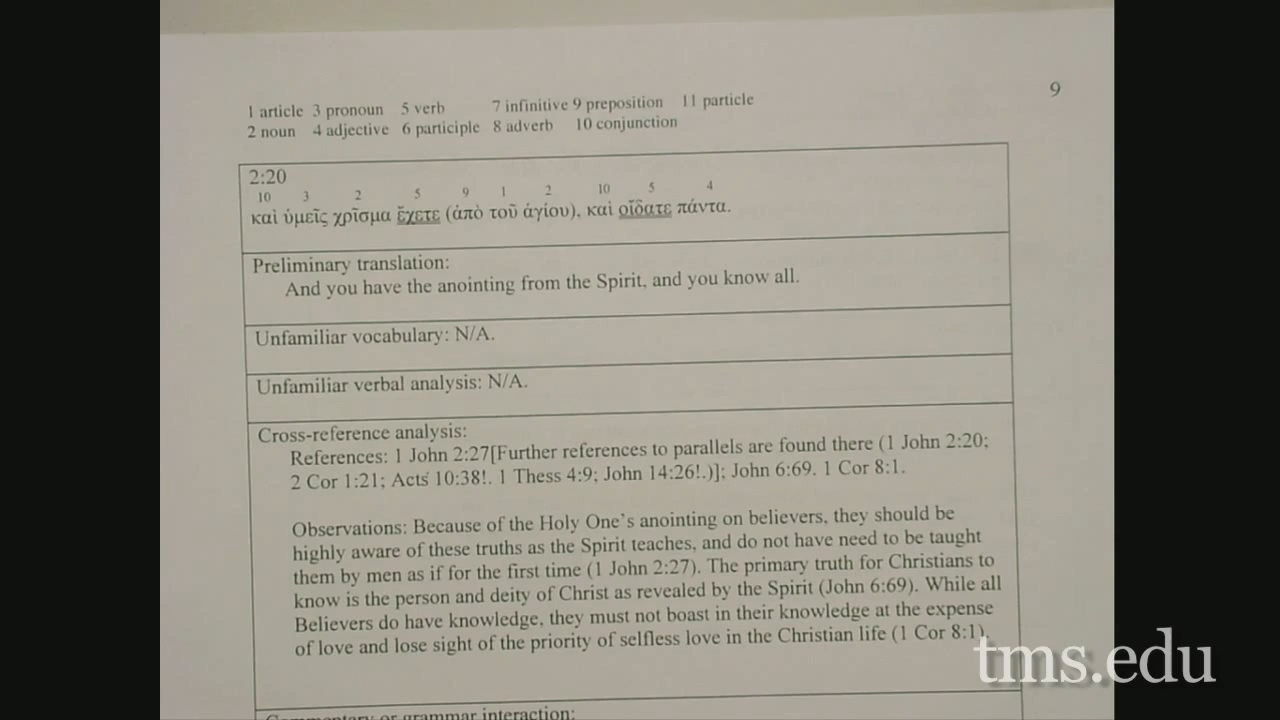 9
1 article 3 pronoun 5 verb 7 infinitive 9 preposition 11 particle
2 noun 4 adjective 6 participle 8 adverb 10 conjunction
2:20
10 3 2 5 9 1 2 10 5 4
καὶ ὑμεῖς χρῖσμα ἔχετε (ἀπὸ τοῦ ἁγίου), καὶ οἴδατε πάντα.
Preliminary translation:
And you have the anointing from the Spirit, and you know all.
Unfamiliar vocabulary: N/A.
Unfamiliar verbal analysis: N/A.
Cross-reference analysis:
References: 1 John 2:27[Further references to parallels are found there (1 John 2:20;
2 Cor 1:21; Acts 10:38!. 1 Thess 4:9; John 14:26!.)]; John 6:69. 1 Cor 8:1.
Observations: Because of the Holy One's anointing on believers, they should be
highly aware of these truths as the Spirit teaches, and do not have need to be taught
them by men as if for the first time (1 John 2:27). The primary truth for Christians to
know is the person and deity of Christ as revealed by the Spirit (John 6:69). While all
Believers do have knowledge, they must not boast in their knowledge at the expense
of love and lose sight of the priority of selfless love in the Christian life (1 Cor 8:1).
Commentary or grammar interaction:
tms.edu